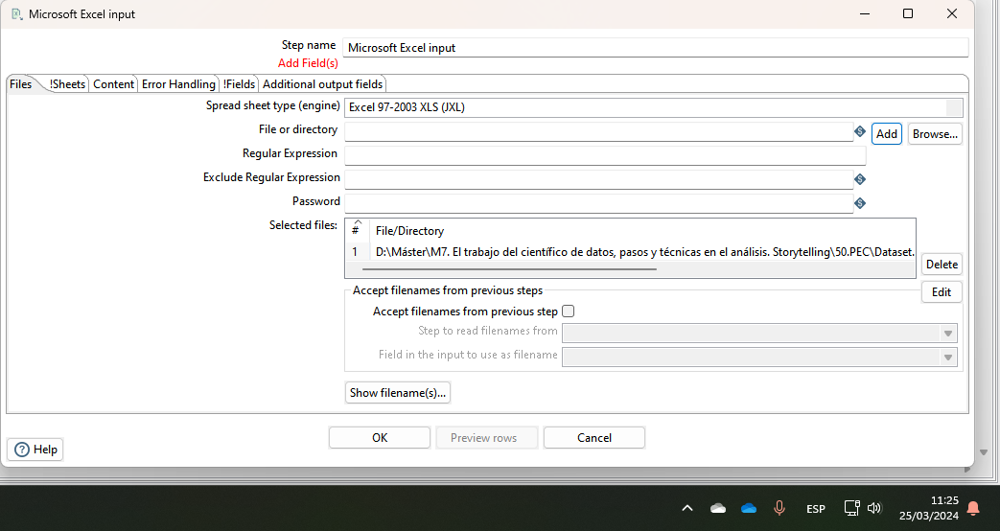 Microsoft Excel input
Step name Microsoft Excel input
Add Field(s)
Files !Sheets Content Error Handling !Fields Additional output fields
Spread sheet type (engine) Excel 97-2003 XLS (JXL)
File or directory Add Browse...
Regular Expression
Exclude Regular Expression
Password
Selected files: # File/Directory
1 D:\Máster\M7. El trabajo del científico de datos, pasos y técnicas en el análisis. Storytelling\50.PEC\Dataset.
Delete
Edit
Accept filenames from previous steps
Accept filenames from previous step
Step to read filenames from
Field in the input to use as filename
Show filename(s)...
OK Preview rows Cancel
? Help
ESP
11:25
25/03/2024